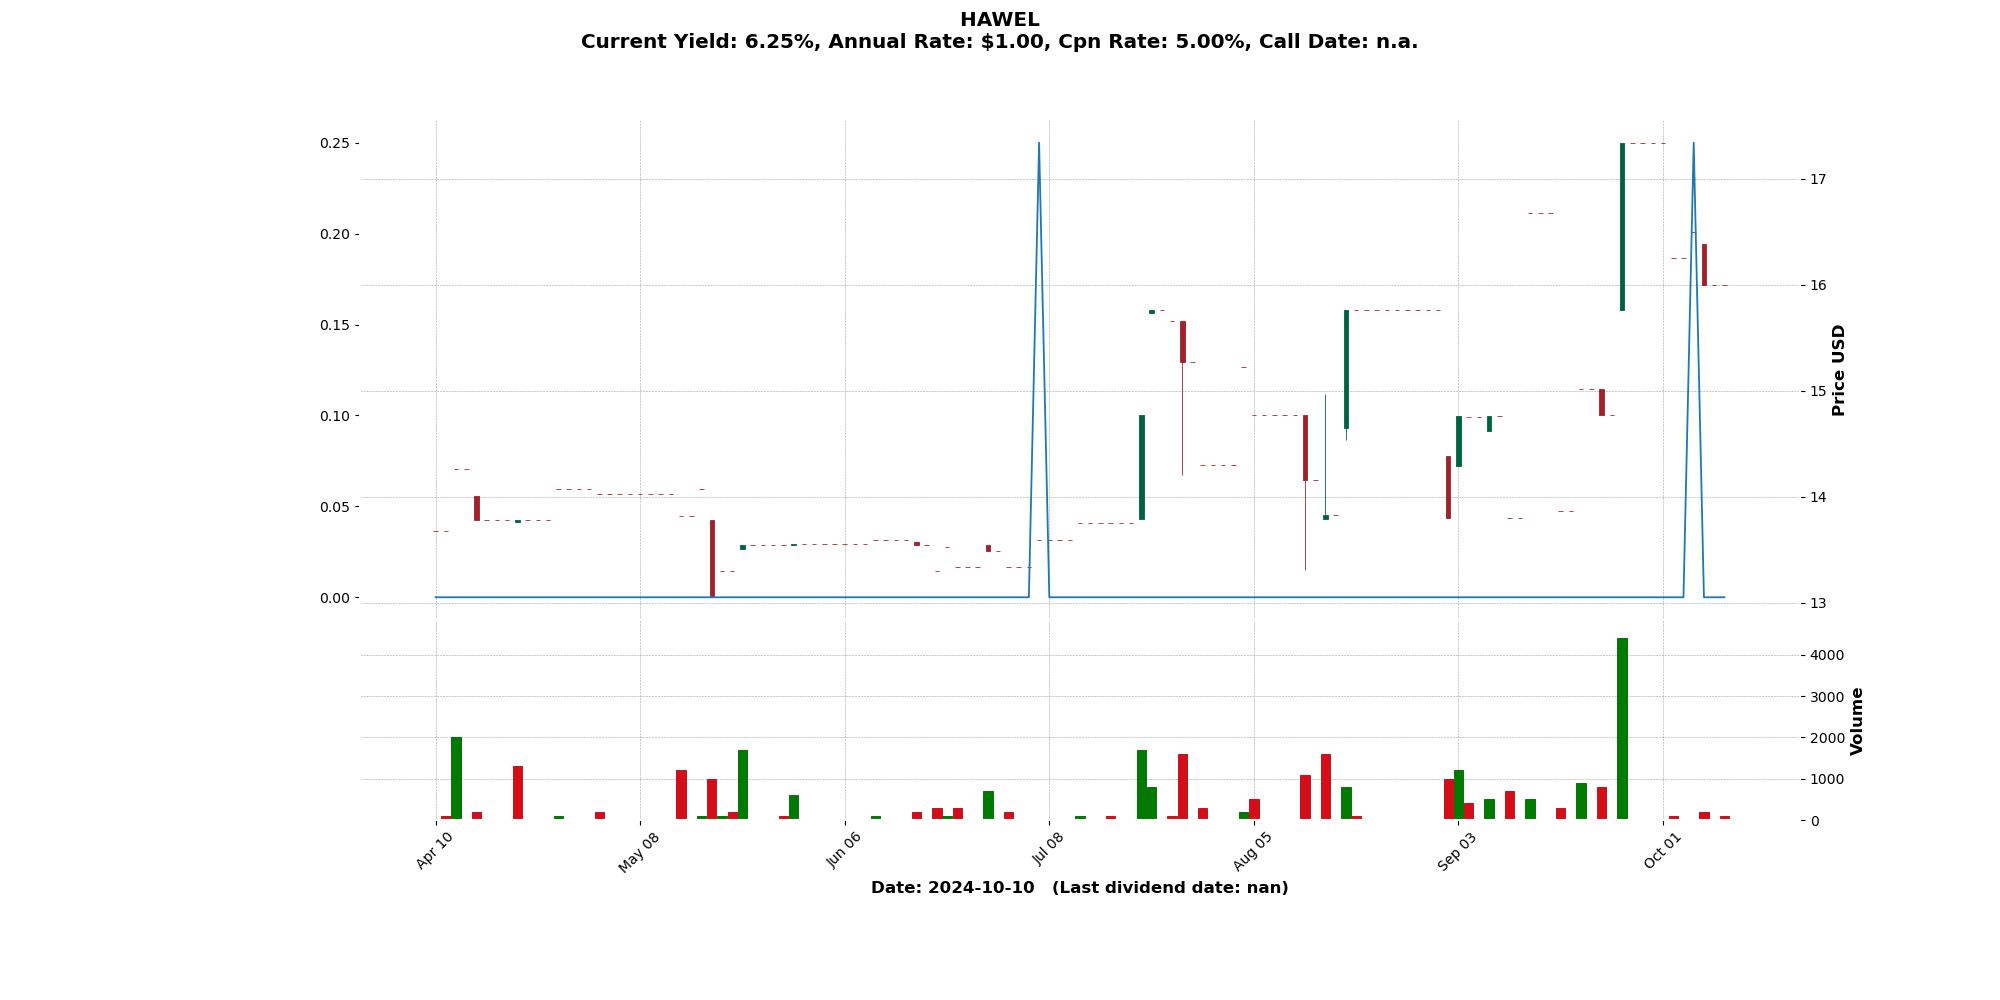 HAWEL
Current Yield: 6.25%, Annual Rate: $1.00, Cpn Rate: 5.00%, Call Date: n.a.
0.25
0.20
0.15
0.10
0.05
0.00
17
16
15
14
13
Price USD
4000
3000
2000
1000
0
Volume
Apr 10
May 08
Jun 06
Jul 08
Aug 05
Sep 03
Oct 01
Date: 2024-10-10   (Last dividend date: nan)